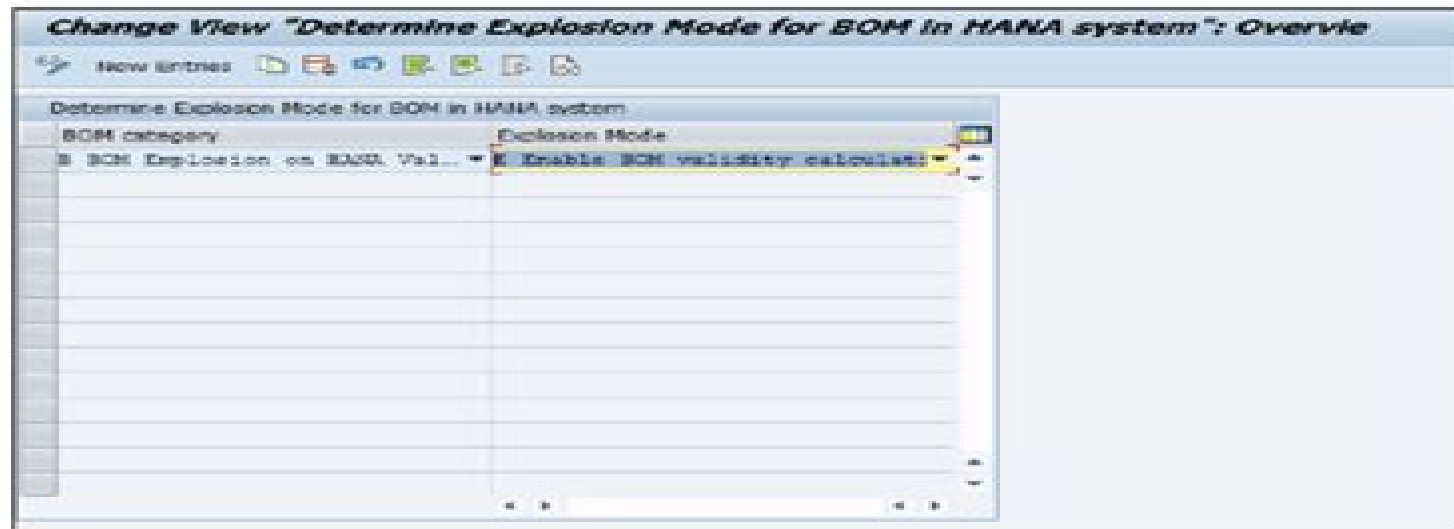 Change View "Determine Explosion Mode for BOM in HANA system": Overvie
New Entries
Determine Explosion Mode for BOM in HANA system
BOM category Explosion Mode
B BOM Explosion on HANA Val... E Enable BOM validity calculati